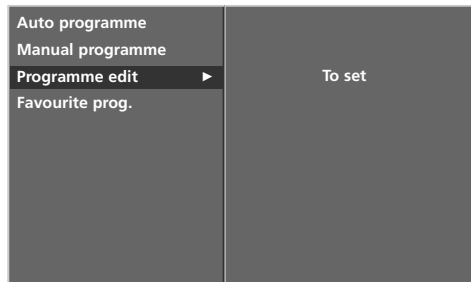 Auto programme
Manual programme
Programme edit ►
To set
Favourite prog.